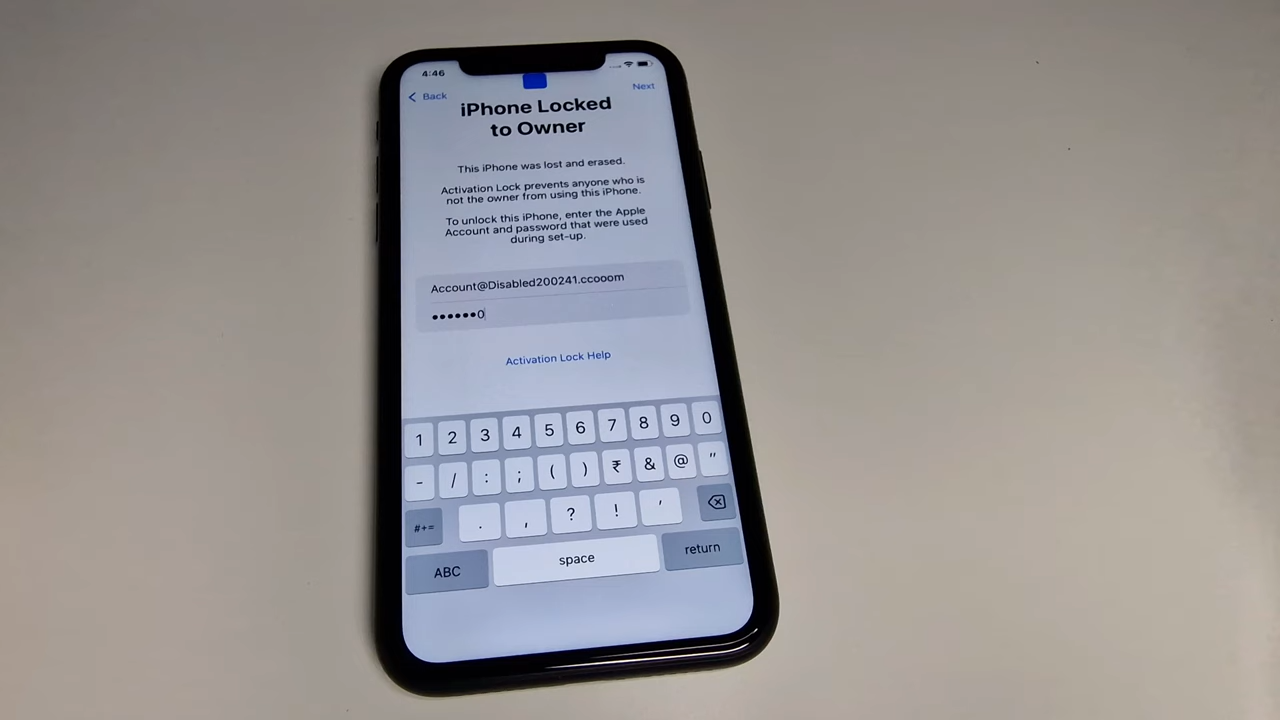 4:46
Back
Next
iPhone Locked
to Owner
This iPhone was lost and erased.
Activation Lock prevents anyone who is
not the owner from using this iPhone.
To unlock this iPhone, enter the Apple
Account and password that were used
during set-up.
Account@Disabled200241.ccooom
••••••0
Activation Lock Help
1 2 3 4 5 6 7 8 9 0
- / : ; ( ) ₹ & @ "
#+= . , ? ! '
ABC space return